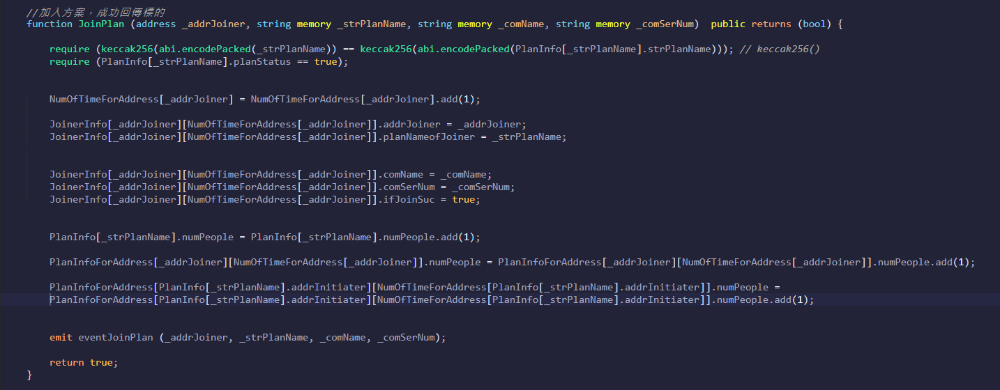 //加入方案，成功回傳標的
function JoinPlan (address _addrJoiner, string memory _strPlanName, string memory _comName, string memory _comSerNum)  public returns (bool) {
require (keccak256(abi.encodePacked(_strPlanName)) == keccak256(abi.encodePacked(PlanInfo[_strPlanName].strPlanName))); // keccak256()
require (PlanInfo[_strPlanName].planStatus == true);
NumOfTimeForAddress[_addrJoiner] = NumOfTimeForAddress[_addrJoiner].add(1);
JoinerInfo[_addrJoiner][NumOfTimeForAddress[_addrJoiner]].addrJoiner = _addrJoiner;
JoinerInfo[_addrJoiner][NumOfTimeForAddress[_addrJoiner]].planNameofJoiner = _strPlanName;
JoinerInfo[_addrJoiner][NumOfTimeForAddress[_addrJoiner]].comName = _comName;
JoinerInfo[_addrJoiner][NumOfTimeForAddress[_addrJoiner]].comSerNum = _comSerNum;
JoinerInfo[_addrJoiner][NumOfTimeForAddress[_addrJoiner]].ifJoinSuc = true;
PlanInfo[_strPlanName].numPeople = PlanInfo[_strPlanName].numPeople.add(1);
PlanInfoForAddress[_addrJoiner][NumOfTimeForAddress[_addrJoiner]].numPeople = PlanInfoForAddress[_addrJoiner][NumOfTimeForAddress[_addrJoiner]].numPeople.add(1);
PlanInfoForAddress[PlanInfo[_strPlanName].addrInitiater][NumOfTimeForAddress[PlanInfo[_strPlanName].addrInitiater]].numPeople =
PlanInfoForAddress[PlanInfo[_strPlanName].addrInitiater][NumOfTimeForAddress[PlanInfo[_strPlanName].addrInitiater]].numPeople.add(1);
emit eventJoinPlan (_addrJoiner, _strPlanName, _comName, _comSerNum);
return true;
}